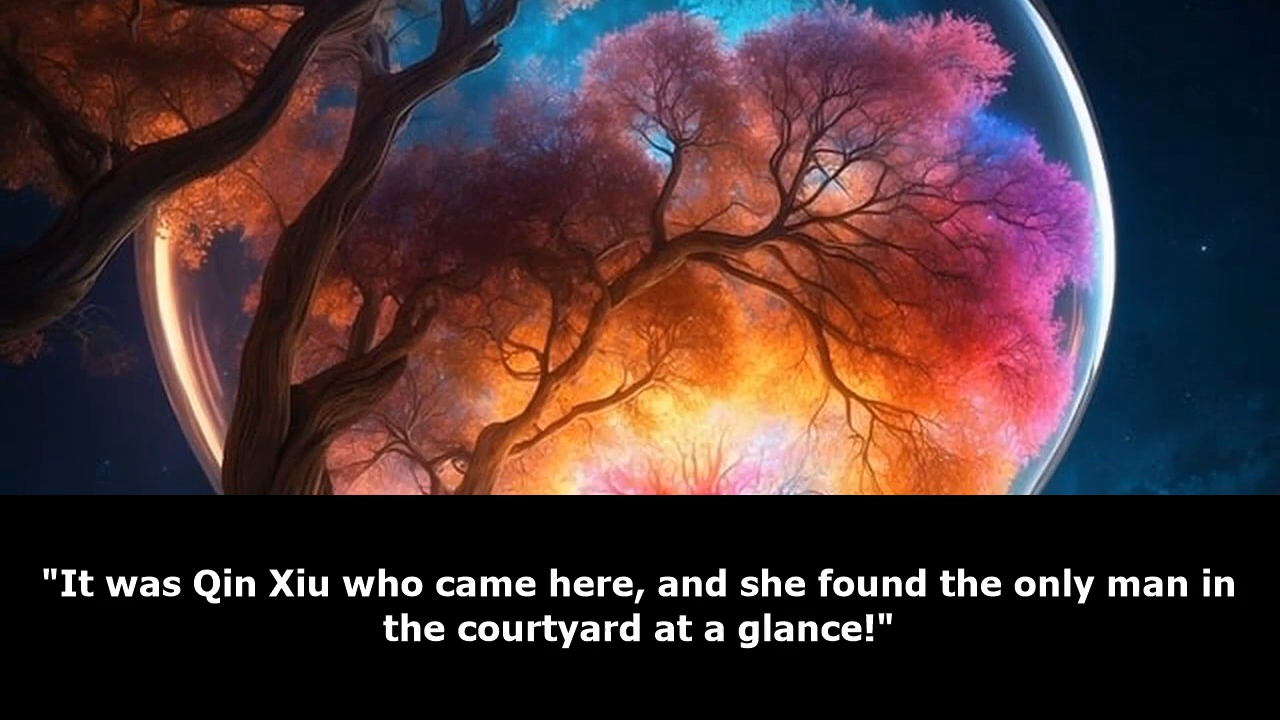 "It was Qin Xiu who came here, and she found the only man in
the courtyard at a glance!"